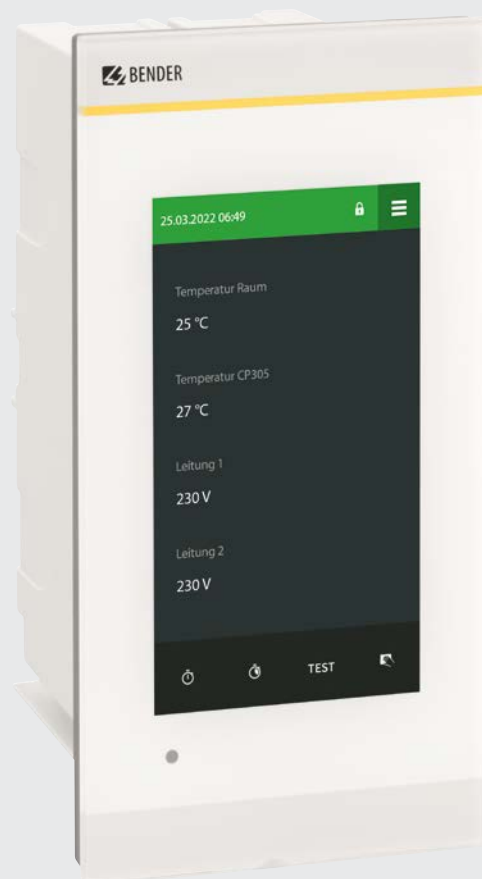 BENDER
25.03.2022 06:49
Temperatur Raum
25 °C
Temperatur CP305
27 °C
Leitung 1
230 V
Leitung 2
230 V
TEST